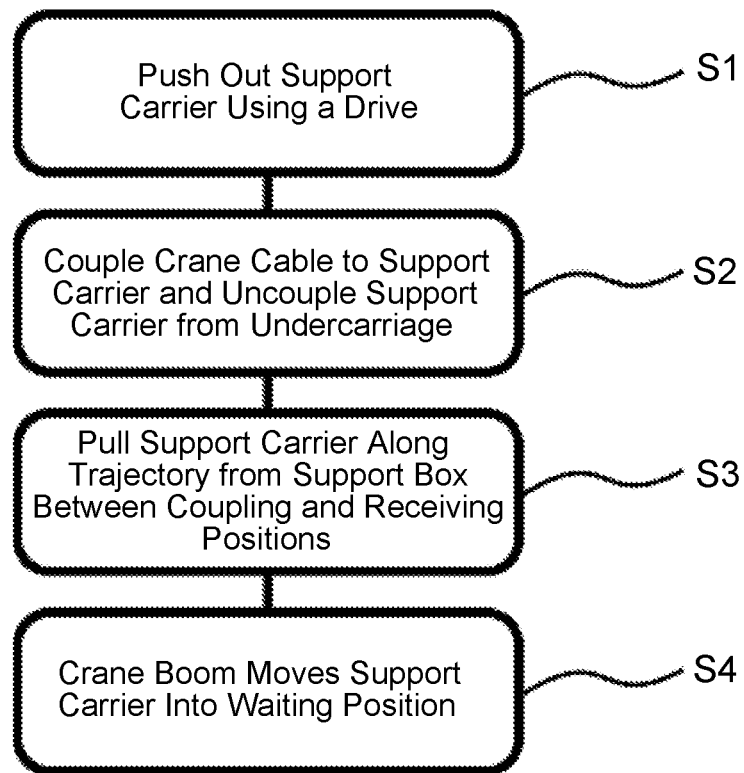 Push Out Support
Carrier Using a Drive
S1
Couple Crane Cable to Support
Carrier and Uncouple Support
Carrier from Undercarriage
S2
Pull Support Carrier Along
Trajectory from Support Box
Between Coupling and Receiving
Positions
S3
Crane Boom Moves Support
Carrier Into Waiting Position
S4